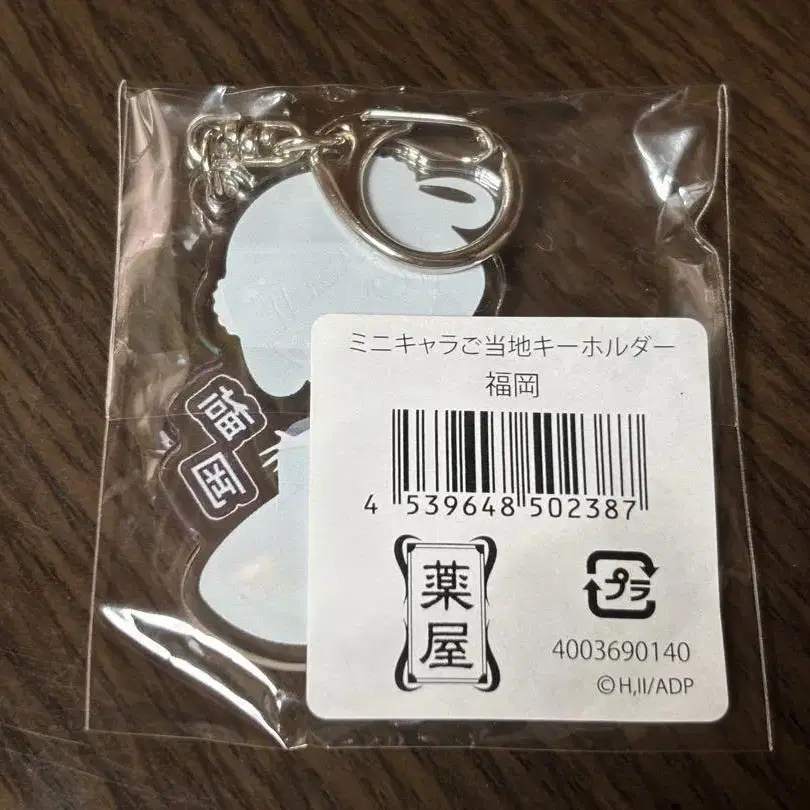 ミニキャラご当地キーホルダー
福岡
4 539648 502387
薬屋
プラ
4003690140
©H,II/ADP
福岡